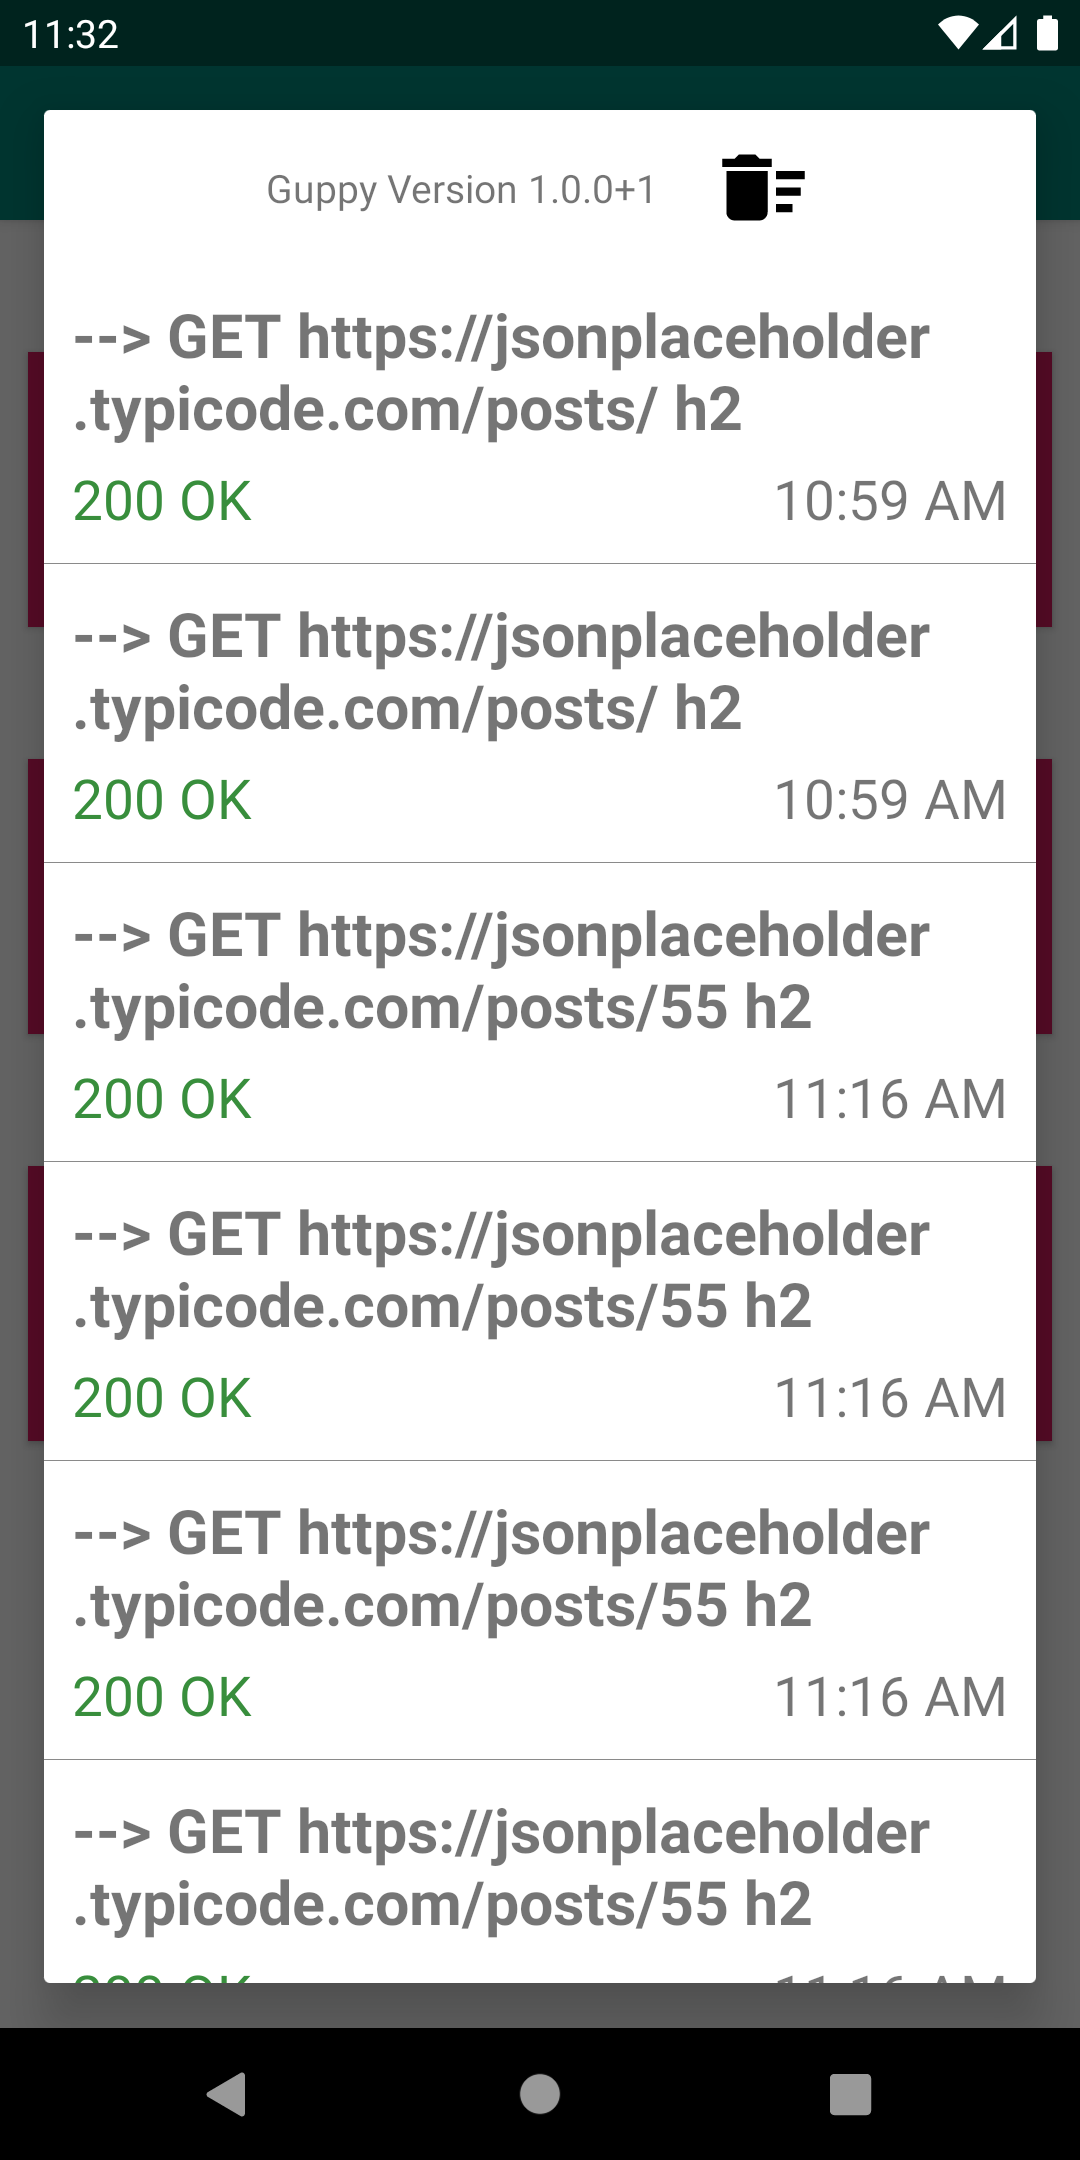 11:32
Guppy Version 1.0.0+1
--> GET https://jsonplaceholder
.typicode.com/posts/ h2
200 OK 10:59 AM
--> GET https://jsonplaceholder
.typicode.com/posts/ h2
200 OK 10:59 AM
--> GET https://jsonplaceholder
.typicode.com/posts/55 h2
200 OK 11:16 AM
--> GET https://jsonplaceholder
.typicode.com/posts/55 h2
200 OK 11:16 AM
--> GET https://jsonplaceholder
.typicode.com/posts/55 h2
200 OK 11:16 AM
--> GET https://jsonplaceholder
.typicode.com/posts/55 h2